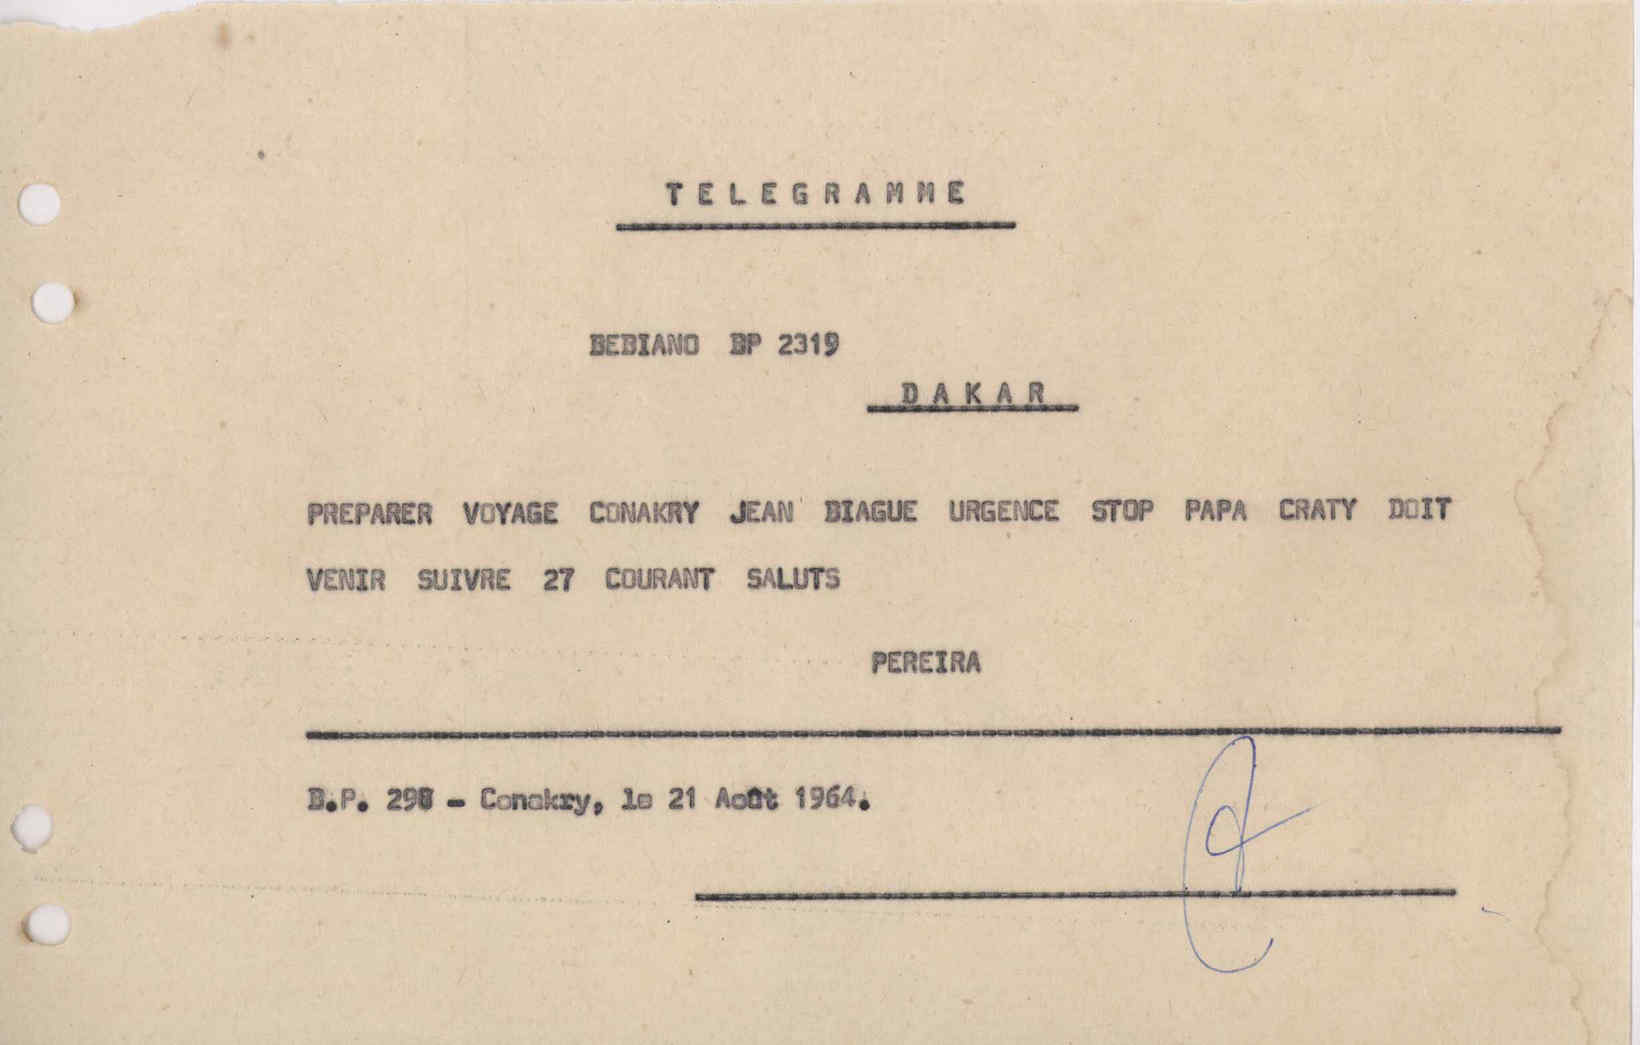 TELEGRAMME
BEBIANO BP 2319
DAKAR
PREPARER VOYAGE CONAKRY JEAN BIAGUE URGENCE STOP PAPA CRATY DOIT
VENIR SUIVRE 27 COURANT SALUTS
PEREIRA
B.P. 298 - Conakry, le 21 Août 1964.